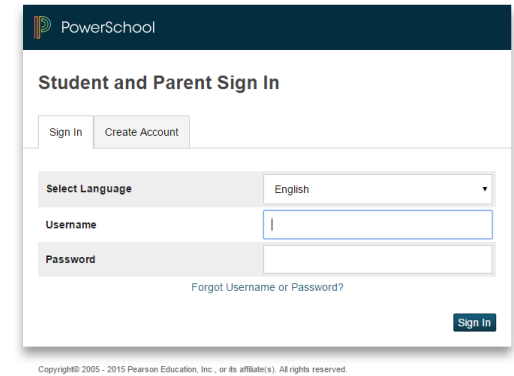 PowerSchool
Student and Parent Sign In
Sign In
Create Account
Select Language
English
Username
Password
Forgot Username or Password?
Sign In
Copyright© 2005 - 2015 Pearson Education, Inc., or its affiliate(s). All rights reserved.